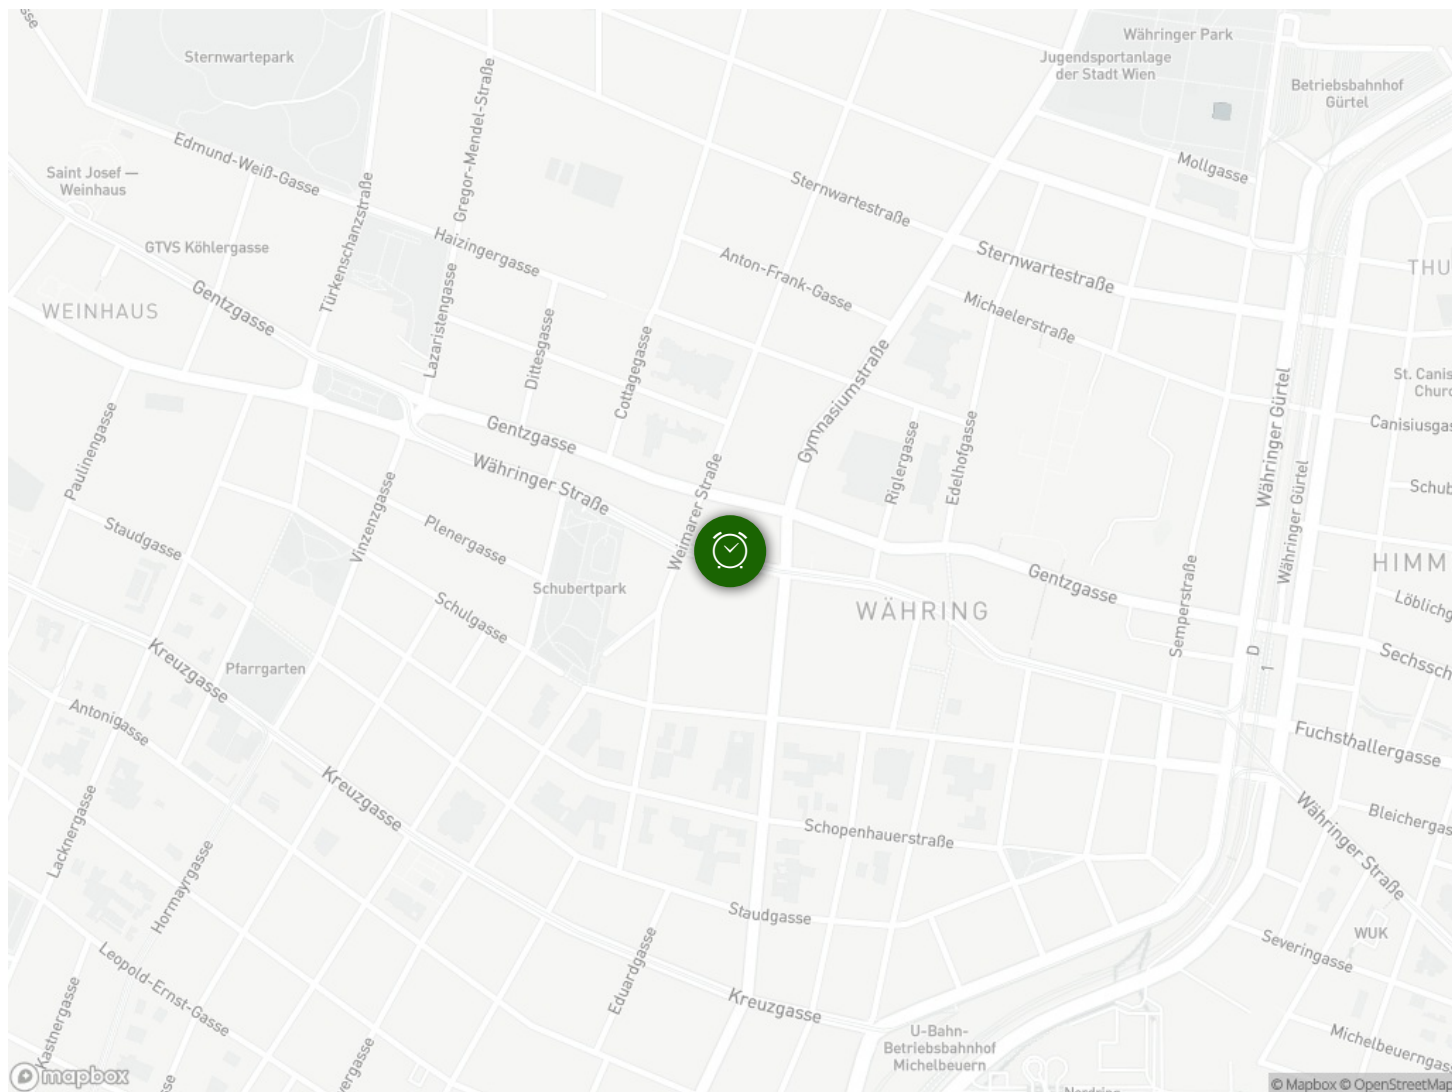 Sternwartepark
Währinger Park
Jugendsportanlage
der Stadt Wien
Betriebsbahnhof
Gürtel
Gregor-Mendel-Straße
Edmund-Weiß-Gasse
Mollgasse
Saint Josef —
Weinhaus
Sternwartestraße
Türkenschanzstraße
GTVS Köhlergasse
Haizingergasse
Anton-Frank-Gasse
Sternwartestraße
THU
Gentzgasse
WEINHAUS
Lazaristengasse
Michaelerstraße
Dittesgasse
Cottagegasse
Gymnasiumstraße
St. Canis
Churc
Währinger Gürtel
Canisiusgas
Paulinengasse
Gentzgasse
Riglergasse
Edelhofgasse
Währinger Straße
Weimarer Straße
Währinger Gürtel
Schub
Vinzenzgasse
Staudgasse
Plenergasse
Schubertpark
Gentzgasse
HIMM
Semperstraße
Löblichg
Schulgasse
WÄHRING
Kreuzgasse
Pfarrgarten
D
1
Sechssch
Antonigasse
Fuchsthallergasse
Kreuzgasse
Lacknergasse
Schopenhauerstraße
Bleichergas
Währinger Straße
Hormayrgasse
Staudgasse
WUK
Severingasse
Leopold-Ernst-Gasse
Eduardgasse
Kreuzgasse
Kastnergasse
U-Bahn-
Betriebsbahnhof
Michelbeuern
Michelbeuerngass
mapbox
© Mapbox © OpenStreetMap